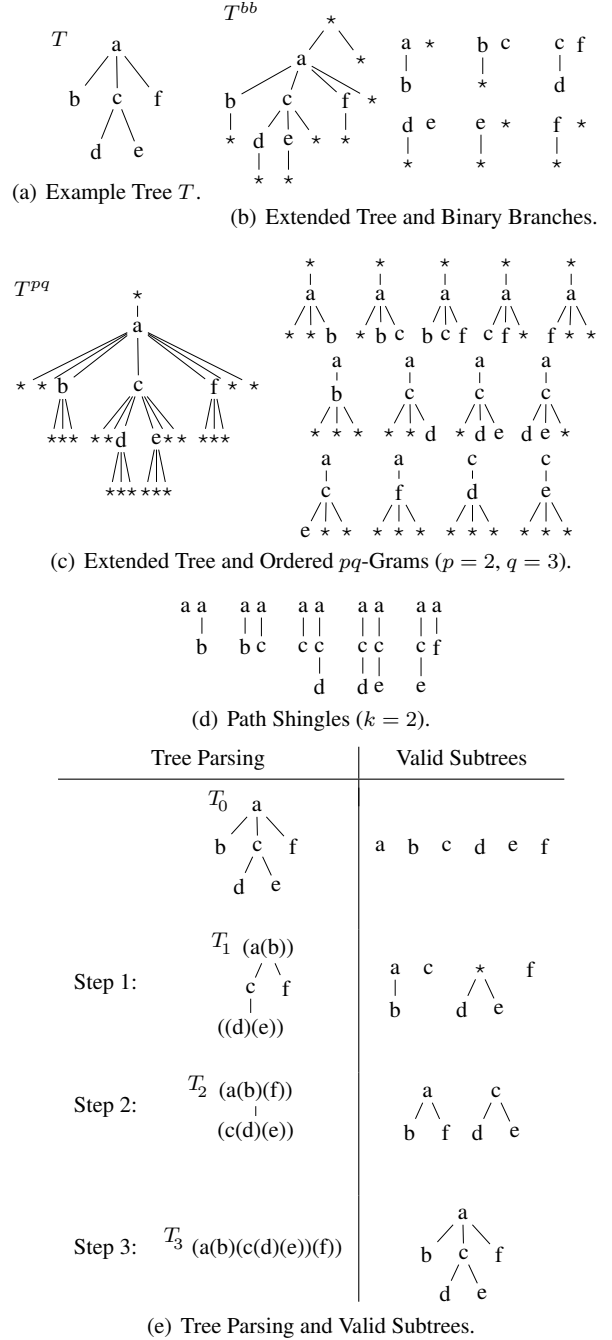 T
a
b c f
d e
(a) Example Tree T.
T^bb
⋆
a ⋆
b c f ⋆
⋆ d e ⋆ ⋆
⋆ ⋆
a ⋆ b c c f
b ⋆ d
d e e ⋆ f ⋆
⋆ ⋆ ⋆
(b) Extended Tree and Binary Branches.
T^pq
⋆
a
⋆ ⋆ b c f ⋆ ⋆
⋆⋆⋆ ⋆⋆d e⋆⋆ ⋆⋆⋆
⋆⋆⋆ ⋆⋆⋆
⋆ ⋆ ⋆ ⋆ ⋆
a a a a a
⋆ ⋆ b ⋆ b c b c f c f ⋆ f ⋆ ⋆
a a a a
b c c c
⋆ ⋆ ⋆ ⋆ ⋆ d ⋆ d e d e ⋆
a a c c
c f d e
e ⋆ ⋆ ⋆ ⋆ ⋆ ⋆ ⋆ ⋆ ⋆ ⋆ ⋆
(c) Extended Tree and Ordered pq-Grams (p = 2, q = 3).
a a a a a a a a a a
b b c c c c c c f
d d e e
(d) Path Shingles (k = 2).
Tree Parsing Valid Subtrees
T0 a
b c f
d e
a b c d e f
Step 1:
T1 (a(b))
c f
((d)(e))
a c ⋆ f
b d e
Step 2:
T2 (a(b)(f))
(c(d)(e))
a c
b f d e
Step 3:
T3 (a(b)(c(d)(e))(f))
a
b c f
d e
(e) Tree Parsing and Valid Subtrees.